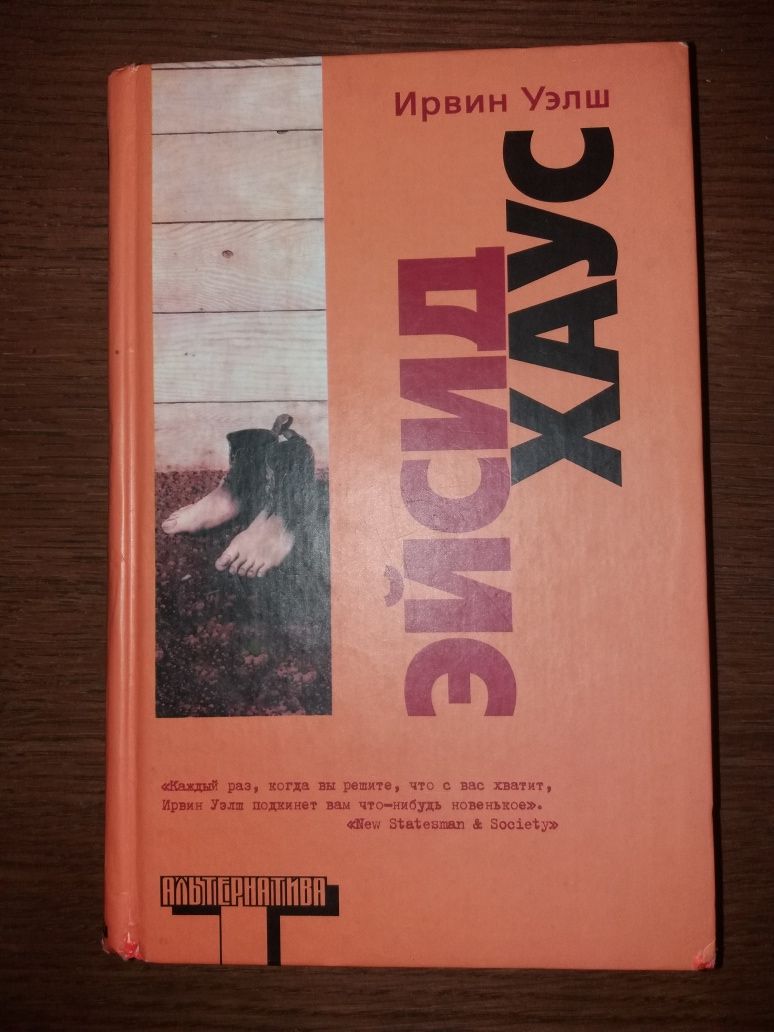 Ирвин Уэлш
ЭЙСИД
ХАУС
«Каждый раз, когда вы решите, что с вас хватит,
Ирвин Уэлш подкинет вам что-нибудь новенькое».
«New Statesman & Society»
АЛЬТЕРНАТИВА